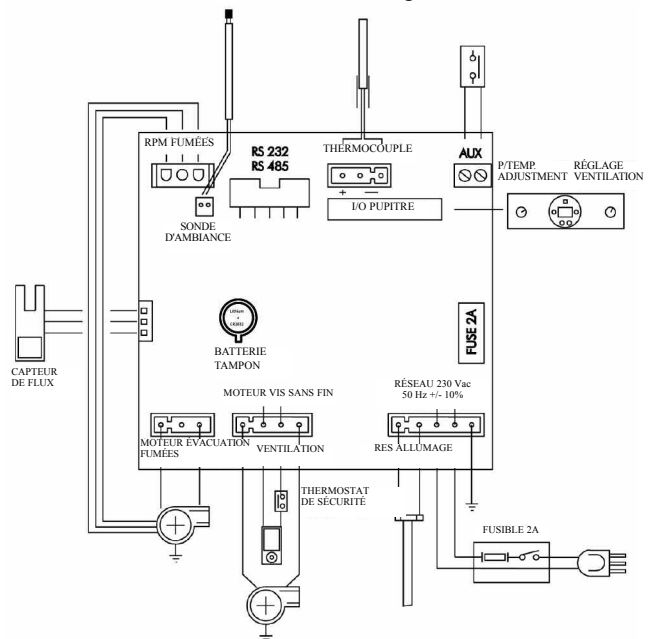 RPM FUMÉES
RS 232
RS 485
THERMOCOUPLE
AUX
P/TEMP.
ADJUSTMENT
RÉGLAGE
VENTILATION
+ —
I/O PUPITRE
SONDE
D'AMBIANCE
Lithium
+
CR2032
FUSE 2A
BATTERIE
TAMPON
CAPTEUR
DE FLUX
MOTEUR VIS SANS FIN
RÉSEAU 230 Vac
50 Hz +/- 10%
MOTEUR ÉVACUATION
FUMÉES
VENTILATION
RES ALLUMAGE
THERMOSTAT
DE SÉCURITÉ
FUSIBLE 2A